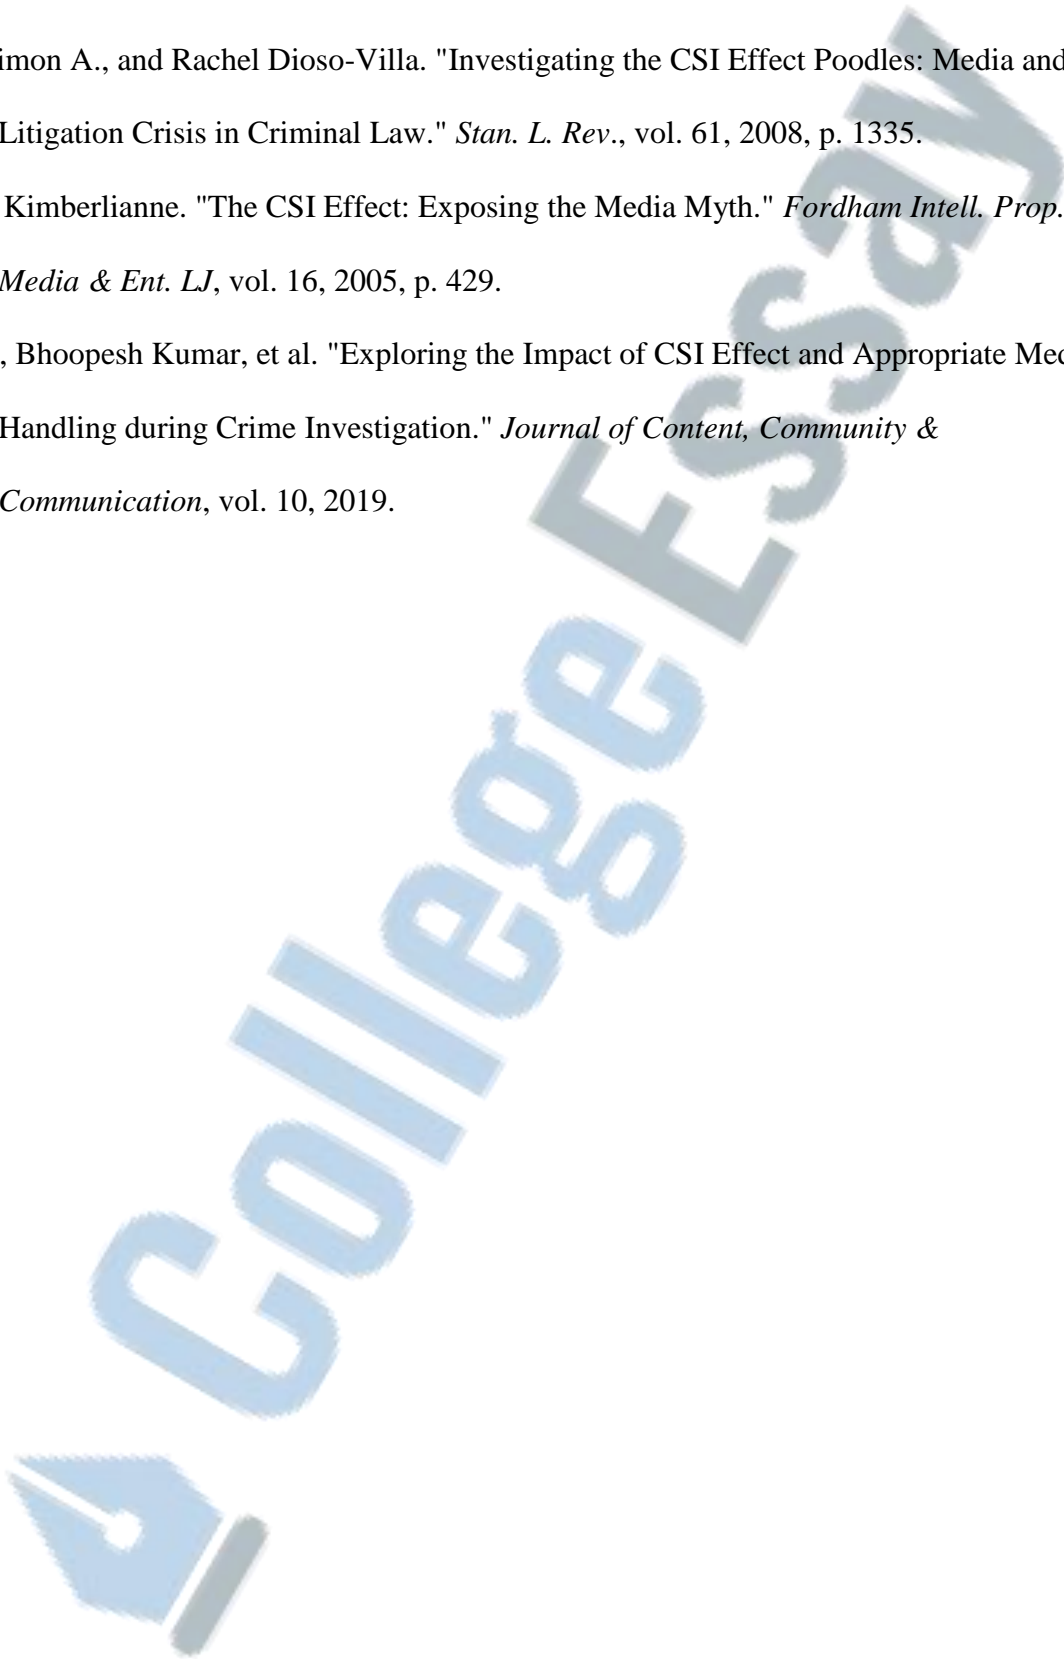 imon A., and Rachel Dioso-Villa. "Investigating the CSI Effect Poodles: Media and
Litigation Crisis in Criminal Law." Stan. L. Rev., vol. 61, 2008, p. 1335.
Kimberlianne. "The CSI Effect: Exposing the Media Myth." Fordham Intell. Prop.
Media & Ent. LJ, vol. 16, 2005, p. 429.
, Bhoopesh Kumar, et al. "Exploring the Impact of CSI Effect and Appropriate Med
Handling during Crime Investigation." Journal of Content, Community &
Communication, vol. 10, 2019.
College Essay